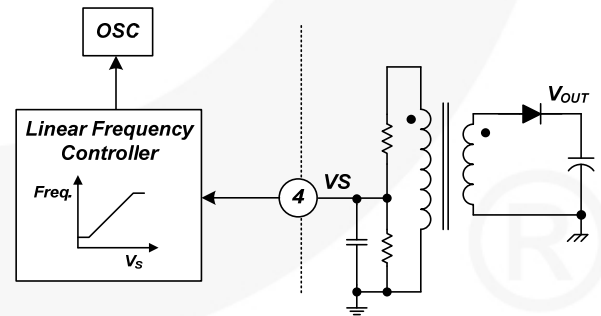 OSC
Linear Frequency
Controller
Freq.
VS
4
VS
VOUT
®